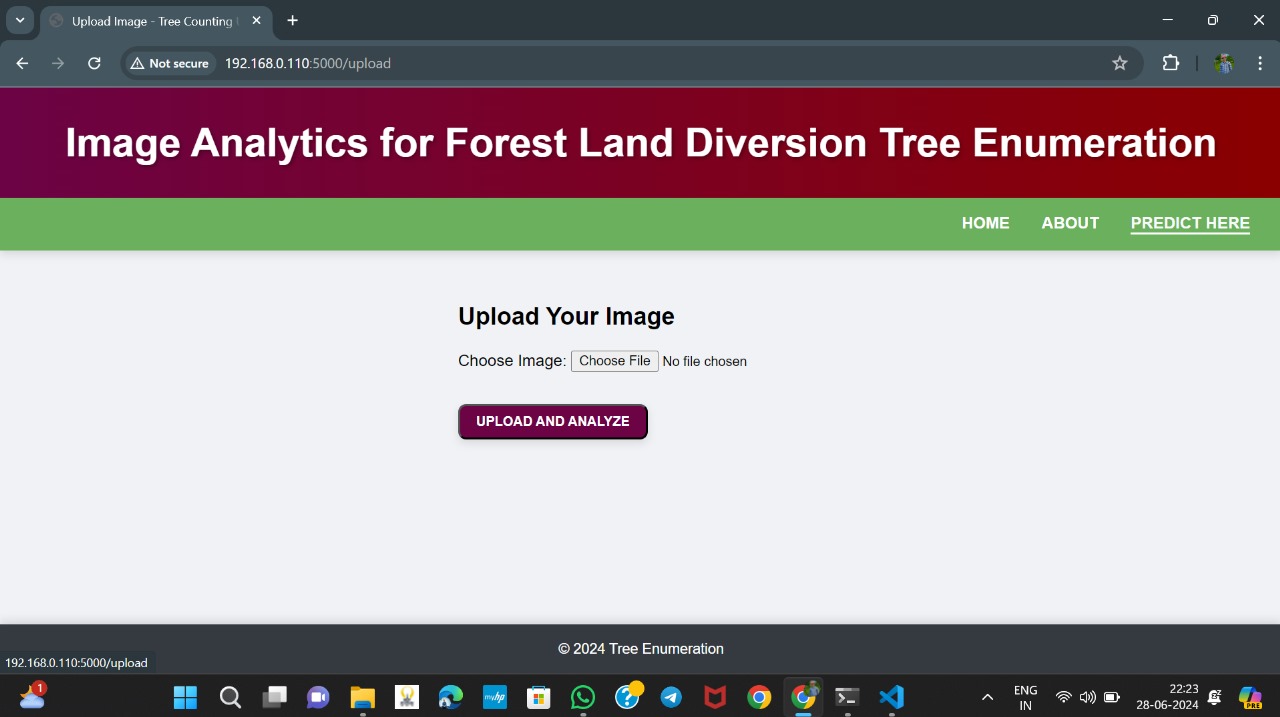 Upload Image - Tree Counting
Not secure
192.168.0.110:5000/upload
Image Analytics for Forest Land Diversion Tree Enumeration
HOME
ABOUT
PREDICT HERE
Upload Your Image
Choose Image: Choose File No file chosen
UPLOAD AND ANALYZE
© 2024 Tree Enumeration
192.168.0.110:5000/upload
1
myhp
ENG
IN
22:23
28-06-2024
PRE